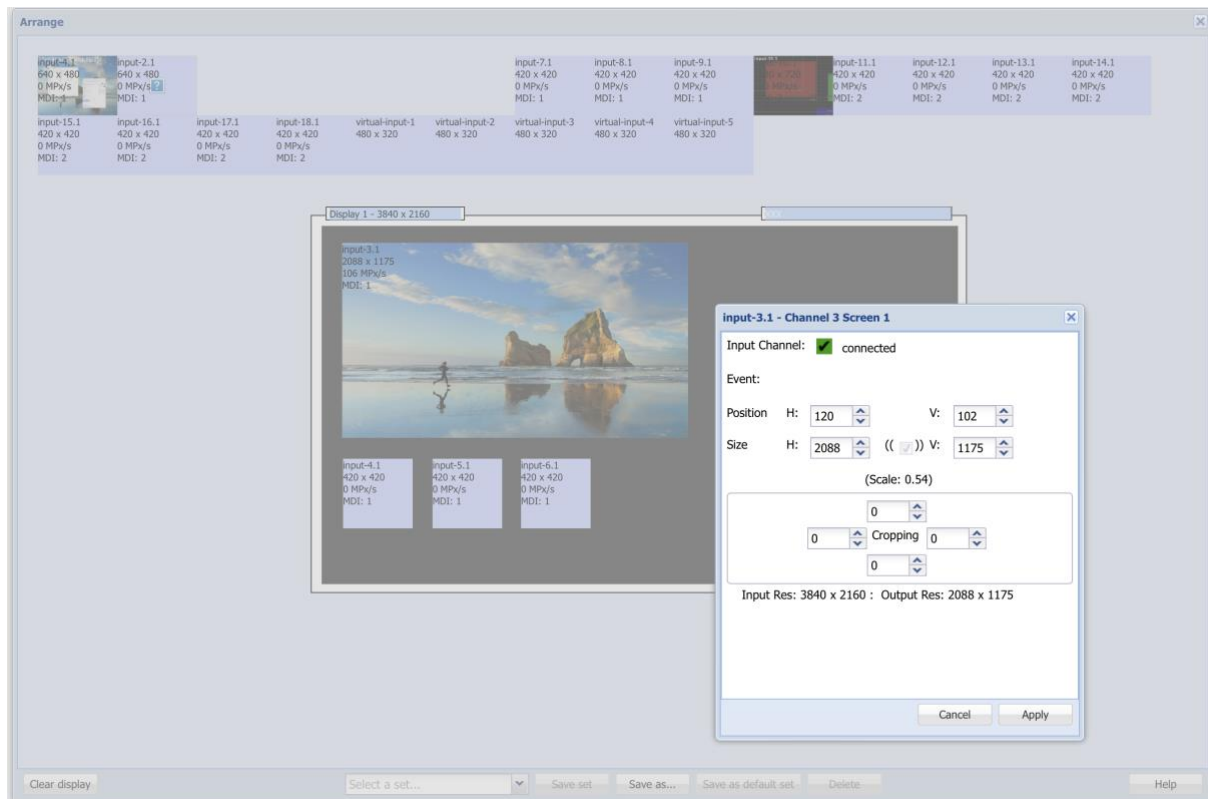 Arrange
input-4.1
640 x 480
0 MPx/s
MDI: 1
input-2.1
640 x 480
0 MPx/s ?
MDI: 1
input-7.1
420 x 420
0 MPx/s
MDI: 1
input-8.1
420 x 420
0 MPx/s
MDI: 1
input-9.1
420 x 420
0 MPx/s
MDI: 1
input-11.1
420 x 420
0 MPx/s
MDI: 2
input-12.1
420 x 420
0 MPx/s
MDI: 2
input-13.1
420 x 420
0 MPx/s
MDI: 2
input-14.1
420 x 420
0 MPx/s
MDI: 2
input-15.1
420 x 420
0 MPx/s
MDI: 2
input-16.1
420 x 420
0 MPx/s
MDI: 2
input-17.1
420 x 420
0 MPx/s
MDI: 2
input-18.1
420 x 420
0 MPx/s
MDI: 2
virtual-input-1
480 x 320
virtual-input-2
480 x 320
virtual-input-3
480 x 320
virtual-input-4
480 x 320
virtual-input-5
480 x 320
Display 1 - 3840 x 2160
input-3.1
2088 x 1175
106 MPx/s
MDI: 1
input-4.1
420 x 420
0 MPx/s
MDI: 1
input-5.1
420 x 420
0 MPx/s
MDI: 1
input-6.1
420 x 420
0 MPx/s
MDI: 1
input-3.1 - Channel 3 Screen 1
Input Channel: connected
Event:
Position H: 120 V: 102
Size H: 2088 (( )) V: 1175
(Scale: 0.54)
0
0 Cropping 0
0
Input Res: 3840 x 2160 : Output Res: 2088 x 1175
Cancel Apply
Clear display Select a set... Save set Save as... Save as default set Delete Help